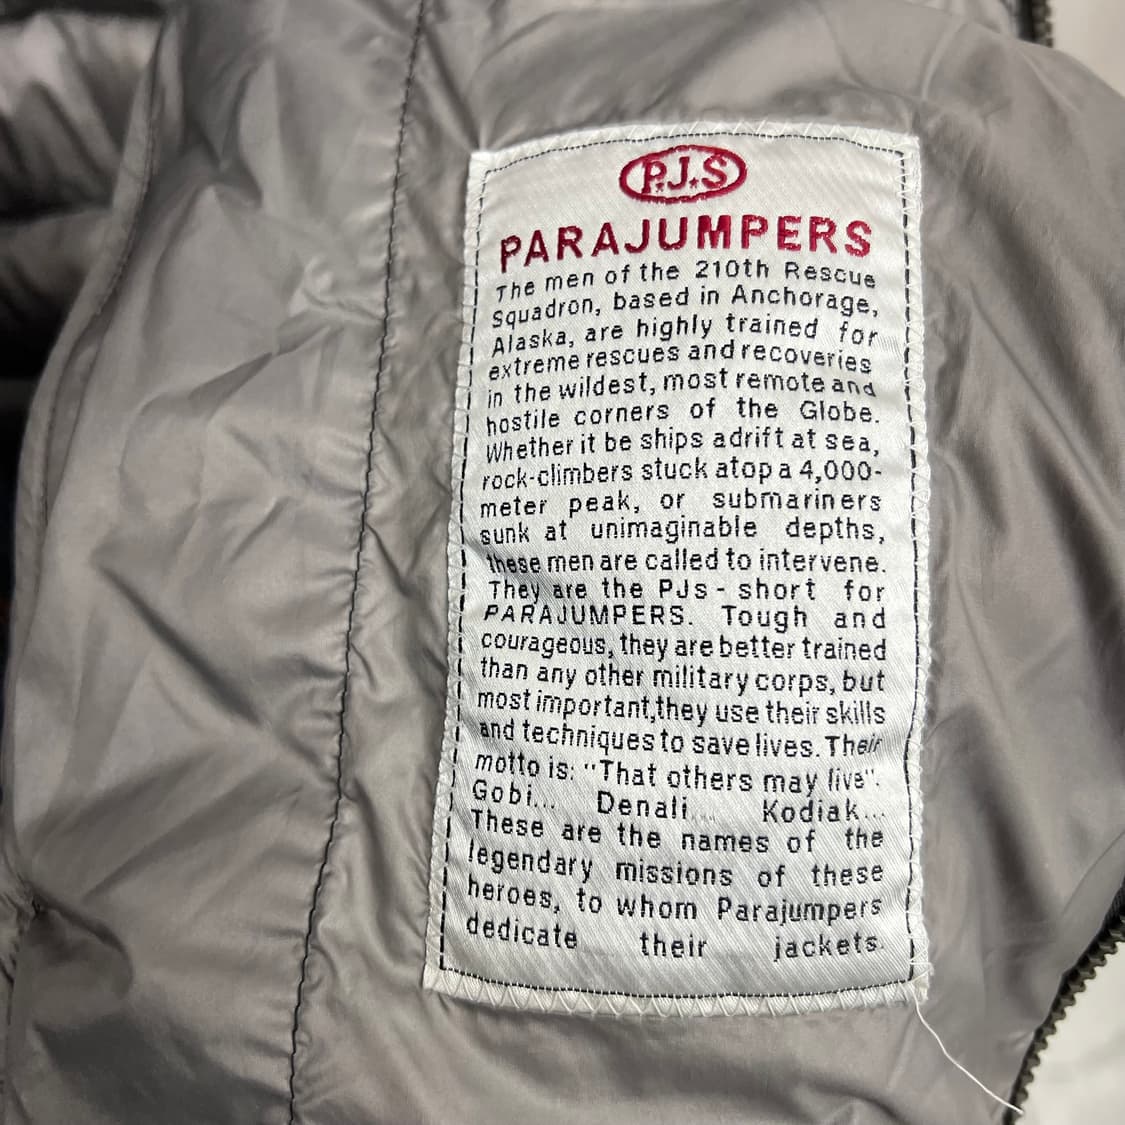 P.J.S
PARAJUMPERS
The men of the 210th Rescue
Squadron, based in Anchorage,
Alaska, are highly trained for
extreme rescues and recoveries
in the wildest, most remote and
hostile corners of the Globe.
Whether it be ships adrift at sea,
rock-climbers stuck atop a 4,000-
meter peak, or submariners
sunk at unimaginable depths,
these men are called to intervene.
They are the PJs - short for
PARAJUMPERS. Tough and
courageous, they are better trained
than any other military corps, but
most important,they use their skills
and techniques to save lives. Their
motto is: "That others may live".
Gobi... Denali... Kodiak...
These are the names of the
legendary missions of these
heroes, to whom Parajumpers
dedicate their jackets.